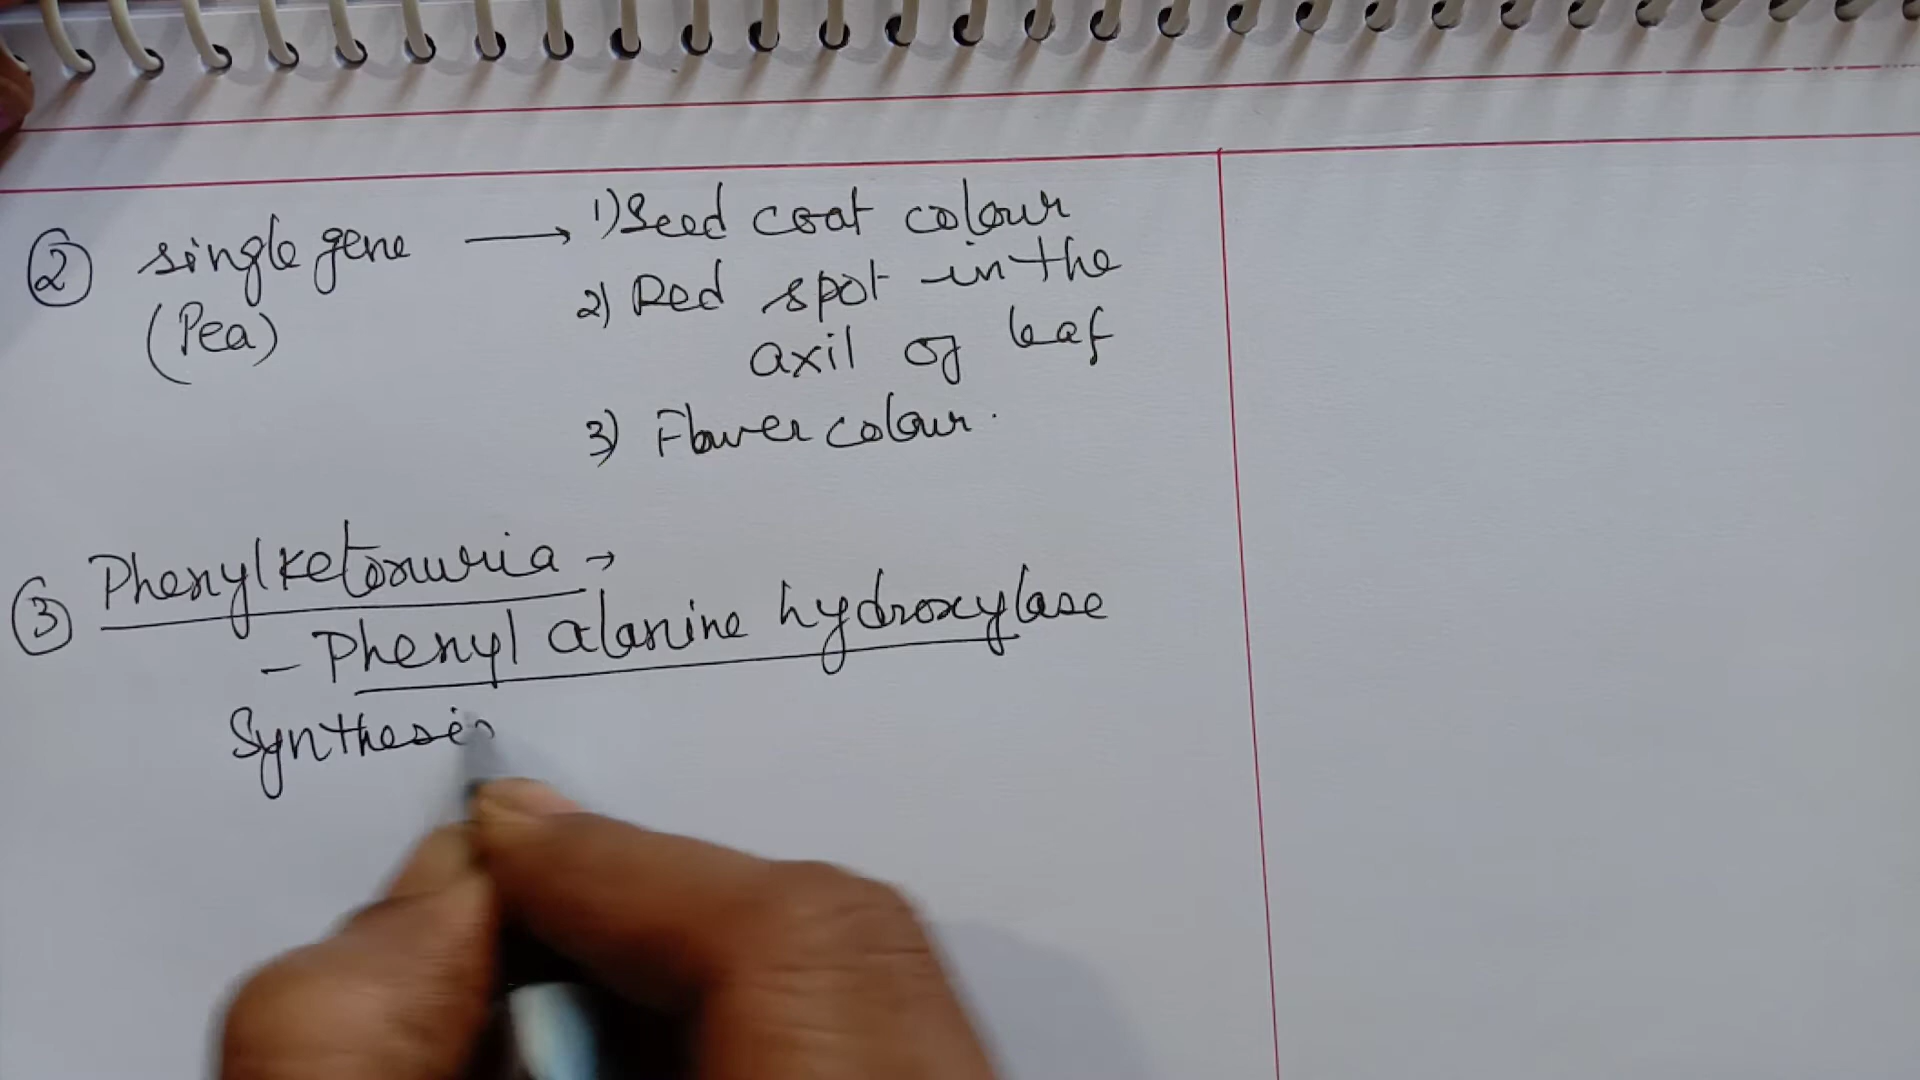 ② single gene → 1) Seed coat colour
(Pea)
2) Red spot in the
axil of leaf
3) Flower colour.
③ Phenylketonuria →
- Phenyl alanine hydroxylase
Synthesis